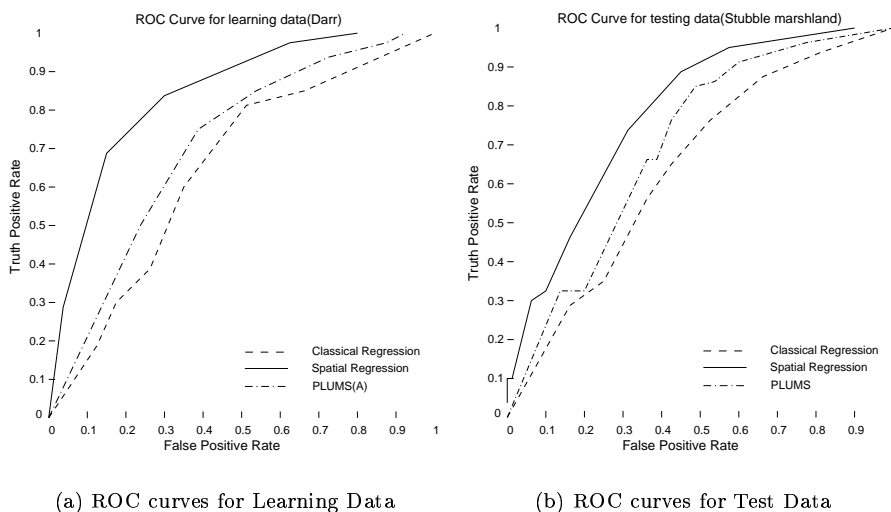 ROC Curve for learning data(Darr)
1
0.9
0.8
0.7
0.6
0.5
0.4
0.3
0.2
0.1
0
Truth Positive Rate
Classical Regression
Spatial Regression
PLUMS(A)
0 0.1 0.2 0.3 0.4 0.5 0.6 0.7 0.8 0.9 1
False Positive Rate
(a) ROC curves for Learning Data
ROC Curve for testing data(Stubble marshland)
1
0.9
0.8
0.7
0.6
0.5
0.4
0.3
0.2
0.1
0
Truth Positive Rate
Classical Regression
Spatial Regression
PLUMS
0 0.1 0.2 0.3 0.4 0.5 0.6 0.7 0.8 0.9
False Positive Rate
(b) ROC curves for Test Data